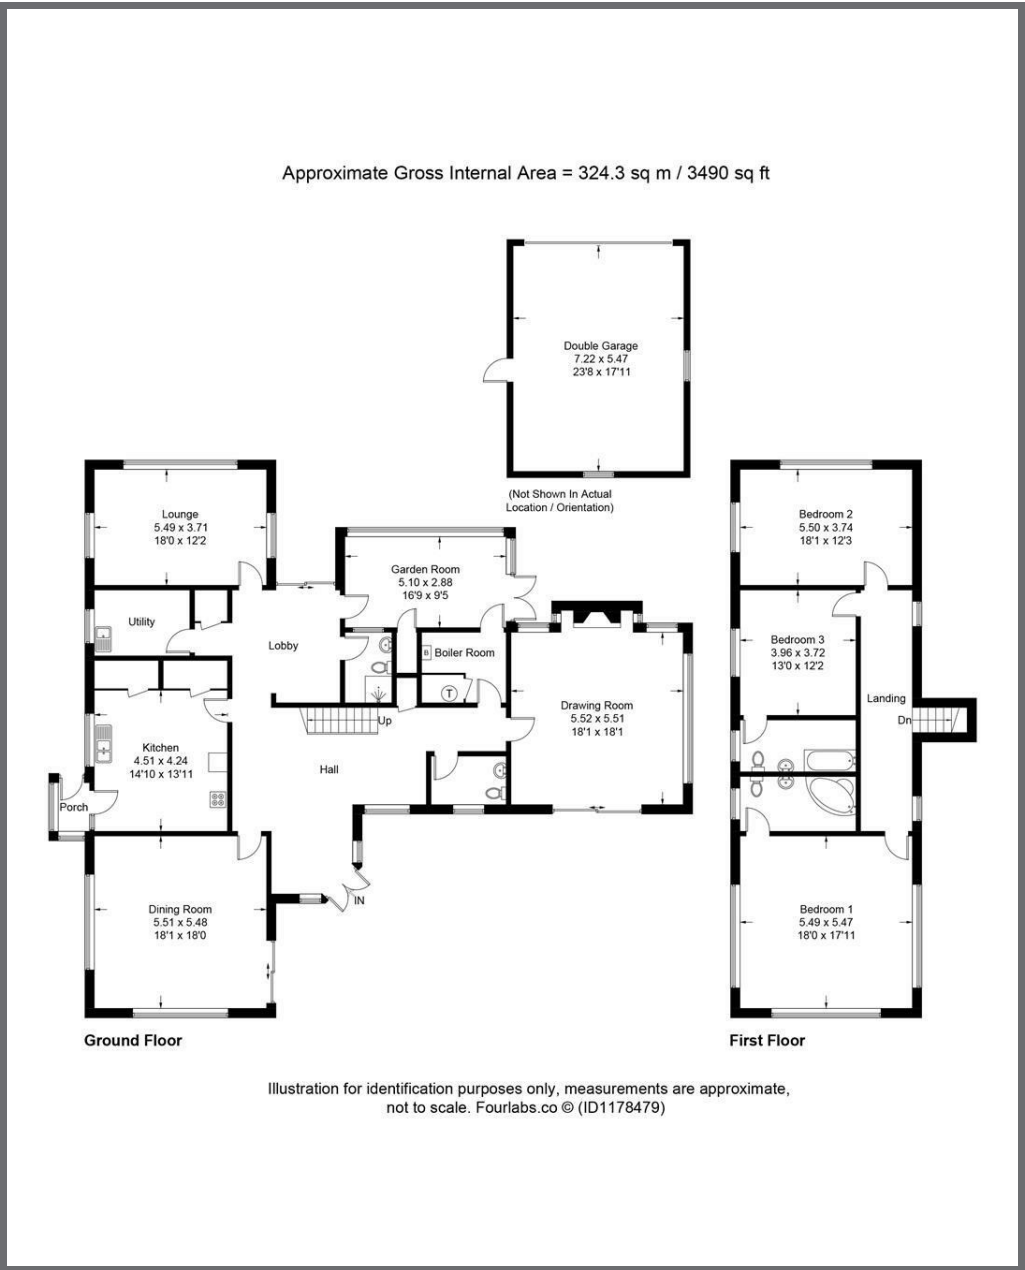 Approximate Gross Internal Area = 324.3 sq m / 3490 sq ft
Double Garage
7.22 x 5.47
23'8 x 17'11
(Not Shown In Actual
Location / Orientation)
Lounge
5.49 x 3.71
18'0 x 12'2
Garden Room
5.10 x 2.88
16'9 x 9'5
Utility
Lobby
B
Boiler Room
T
Drawing Room
5.52 x 5.51
18'1 x 18'1
Up
Kitchen
4.51 x 4.24
14'10 x 13'11
Hall
Porch
IN
Dining Room
5.51 x 5.48
18'1 x 18'0
Ground Floor
Bedroom 2
5.50 x 3.74
18'1 x 12'3
Bedroom 3
3.96 x 3.72
13'0 x 12'2
Landing
Dn
Bedroom 1
5.49 x 5.47
18'0 x 17'11
First Floor
Illustration for identification purposes only, measurements are approximate,
not to scale. Fourlabs.co © (ID1178479)